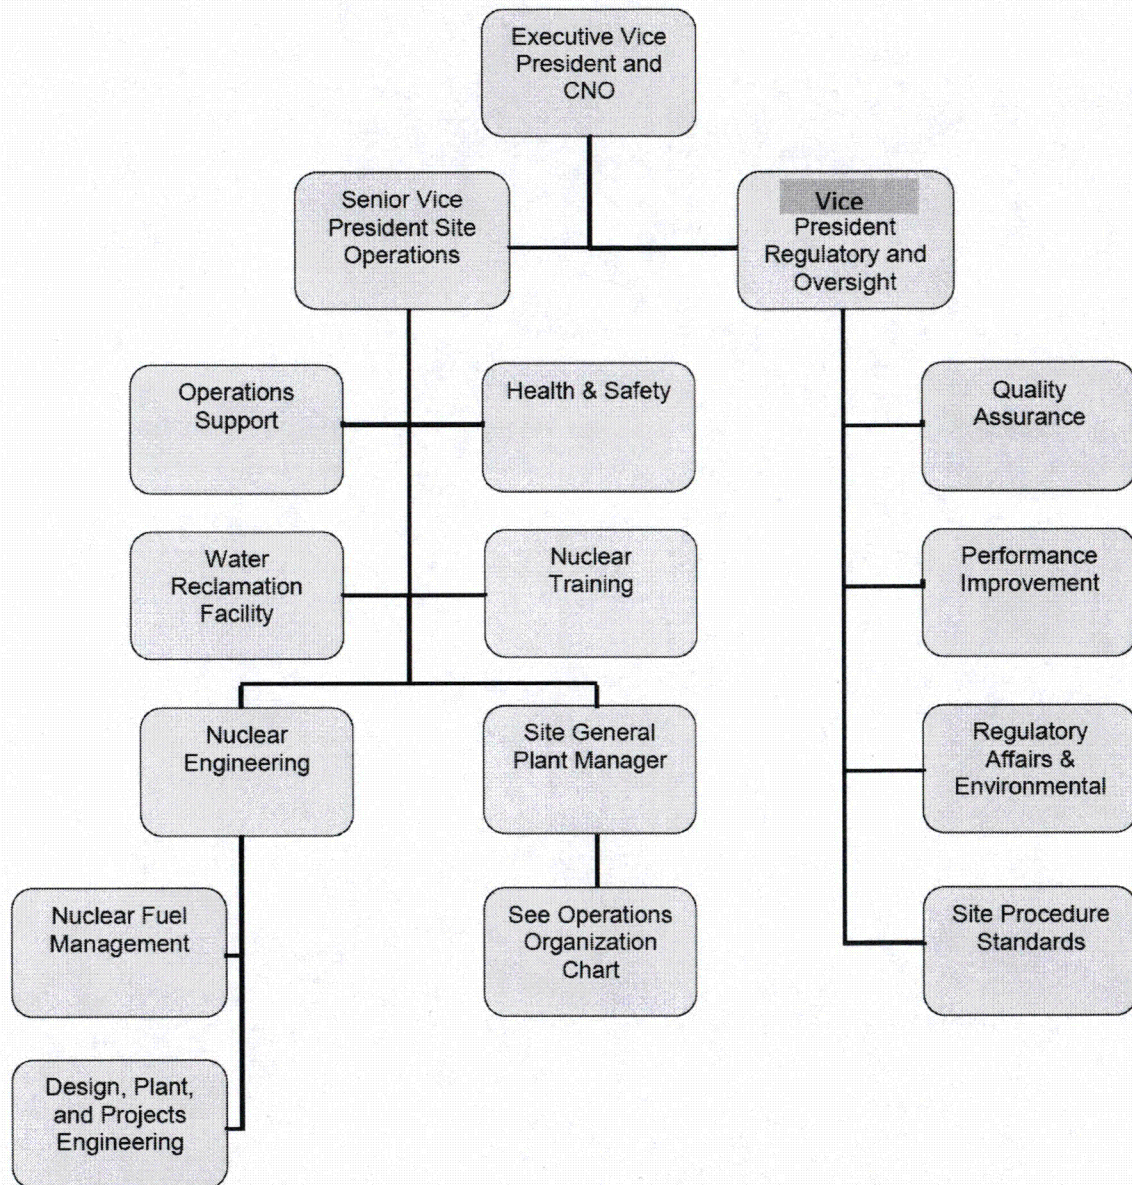 Executive Vice
President and
CNO
Senior Vice
President Site
Operations
Vice
President
Regulatory and
Oversight
Operations
Support
Health & Safety
Quality
Assurance
Water
Reclamation
Facility
Nuclear
Training
Performance
Improvement
Nuclear
Engineering
Site General
Plant Manager
Regulatory
Affairs &
Environmental
Nuclear Fuel
Management
See Operations
Organization
Chart
Site Procedure
Standards
Design, Plant,
and Projects
Engineering